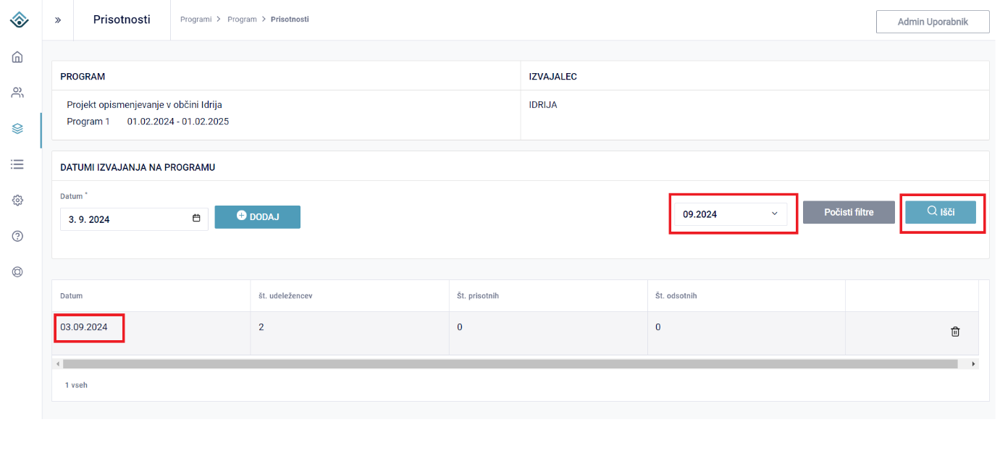 Prisotnosti
Programi > Program > Prisotnosti
Admin Uporabnik
PROGRAM
IZVAJALEC
Projekt opismenjevanje v občini Idrija
IDRIJA
Program 1 01.02.2024 - 01.02.2025
DATUMI IZVAJANJA NA PROGRAMU
Datum *
3. 9. 2024
DODAJ
09.2024
Počisti filtre
Išči
Datum št. udeležencev Št. prisotnih Št. odsotnih
03.09.2024 2 0 0
1 vseh